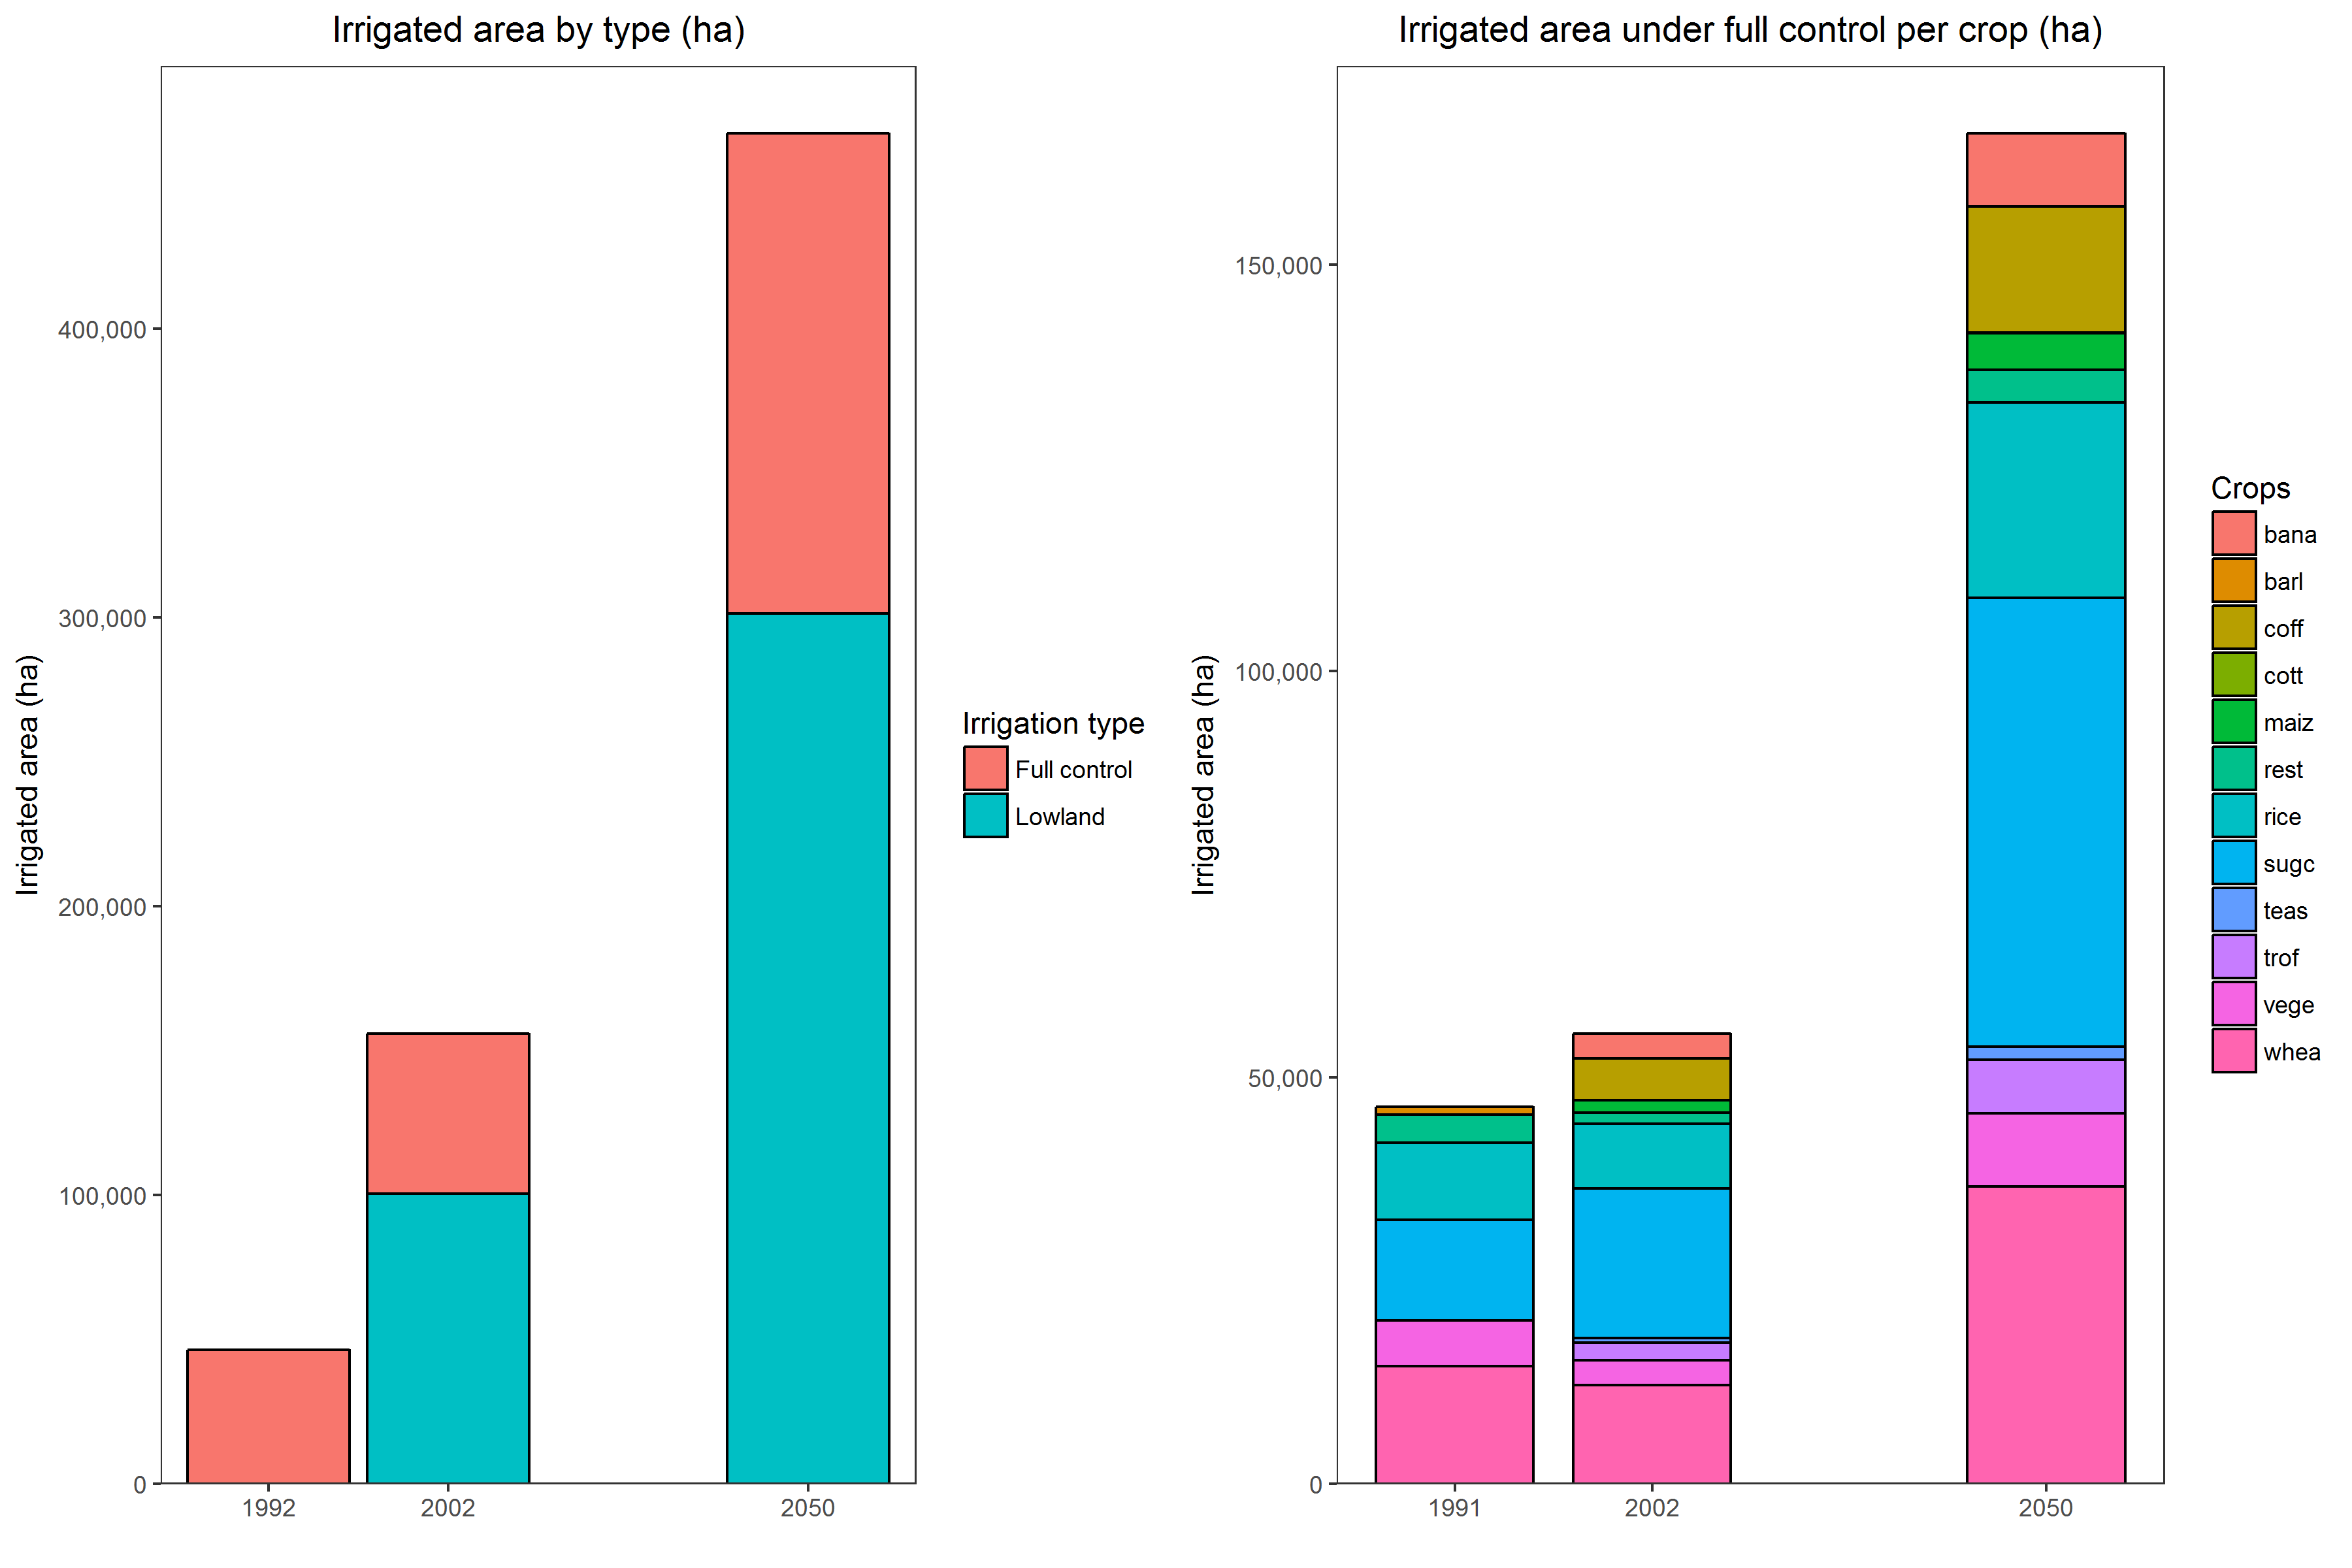 Irrigated area by type (ha)
Irrigated area (ha)
400,000
300,000
200,000
100,000
0
1992
2002
2050
Irrigation type
Full control
Lowland
Irrigated area under full control per crop (ha)
Irrigated area (ha)
150,000
100,000
50,000
0
1991
2002
2050
Crops
bana
barl
coff
cott
maiz
rest
rice
sugc
teas
trof
vege
whea